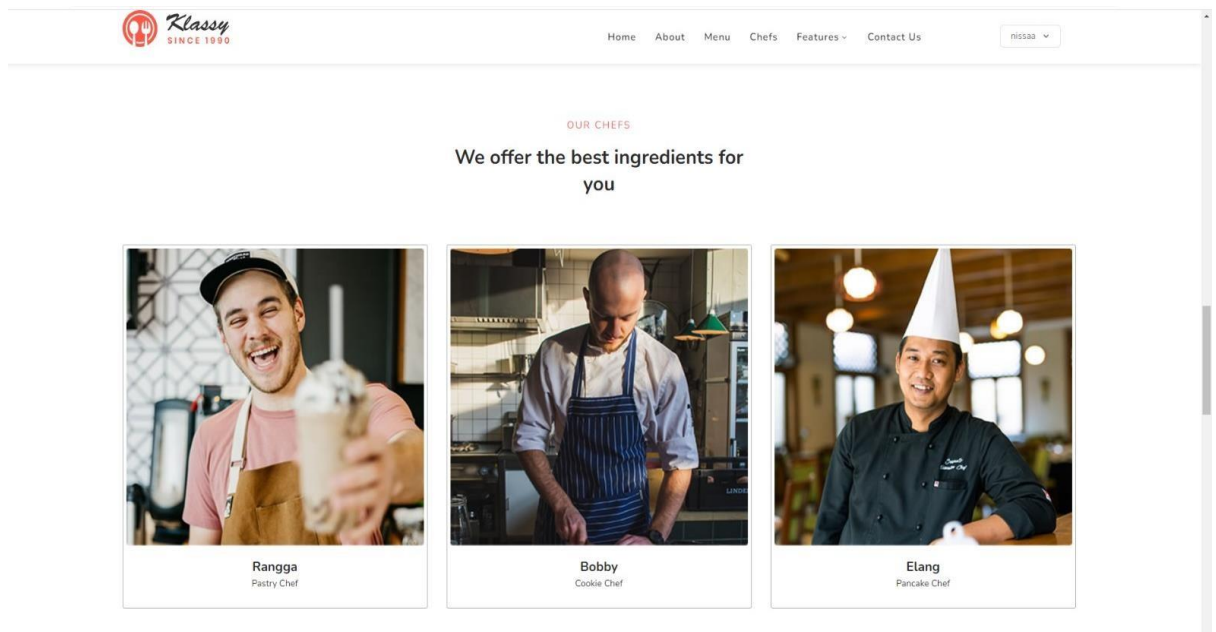 Klassy
SINCE 1990
Home About Menu Chefs Features Contact Us
nissaa
OUR CHEFS
We offer the best ingredients for
you
Rangga
Pastry Chef
Bobby
Cookie Chef
Elang
Pancake Chef